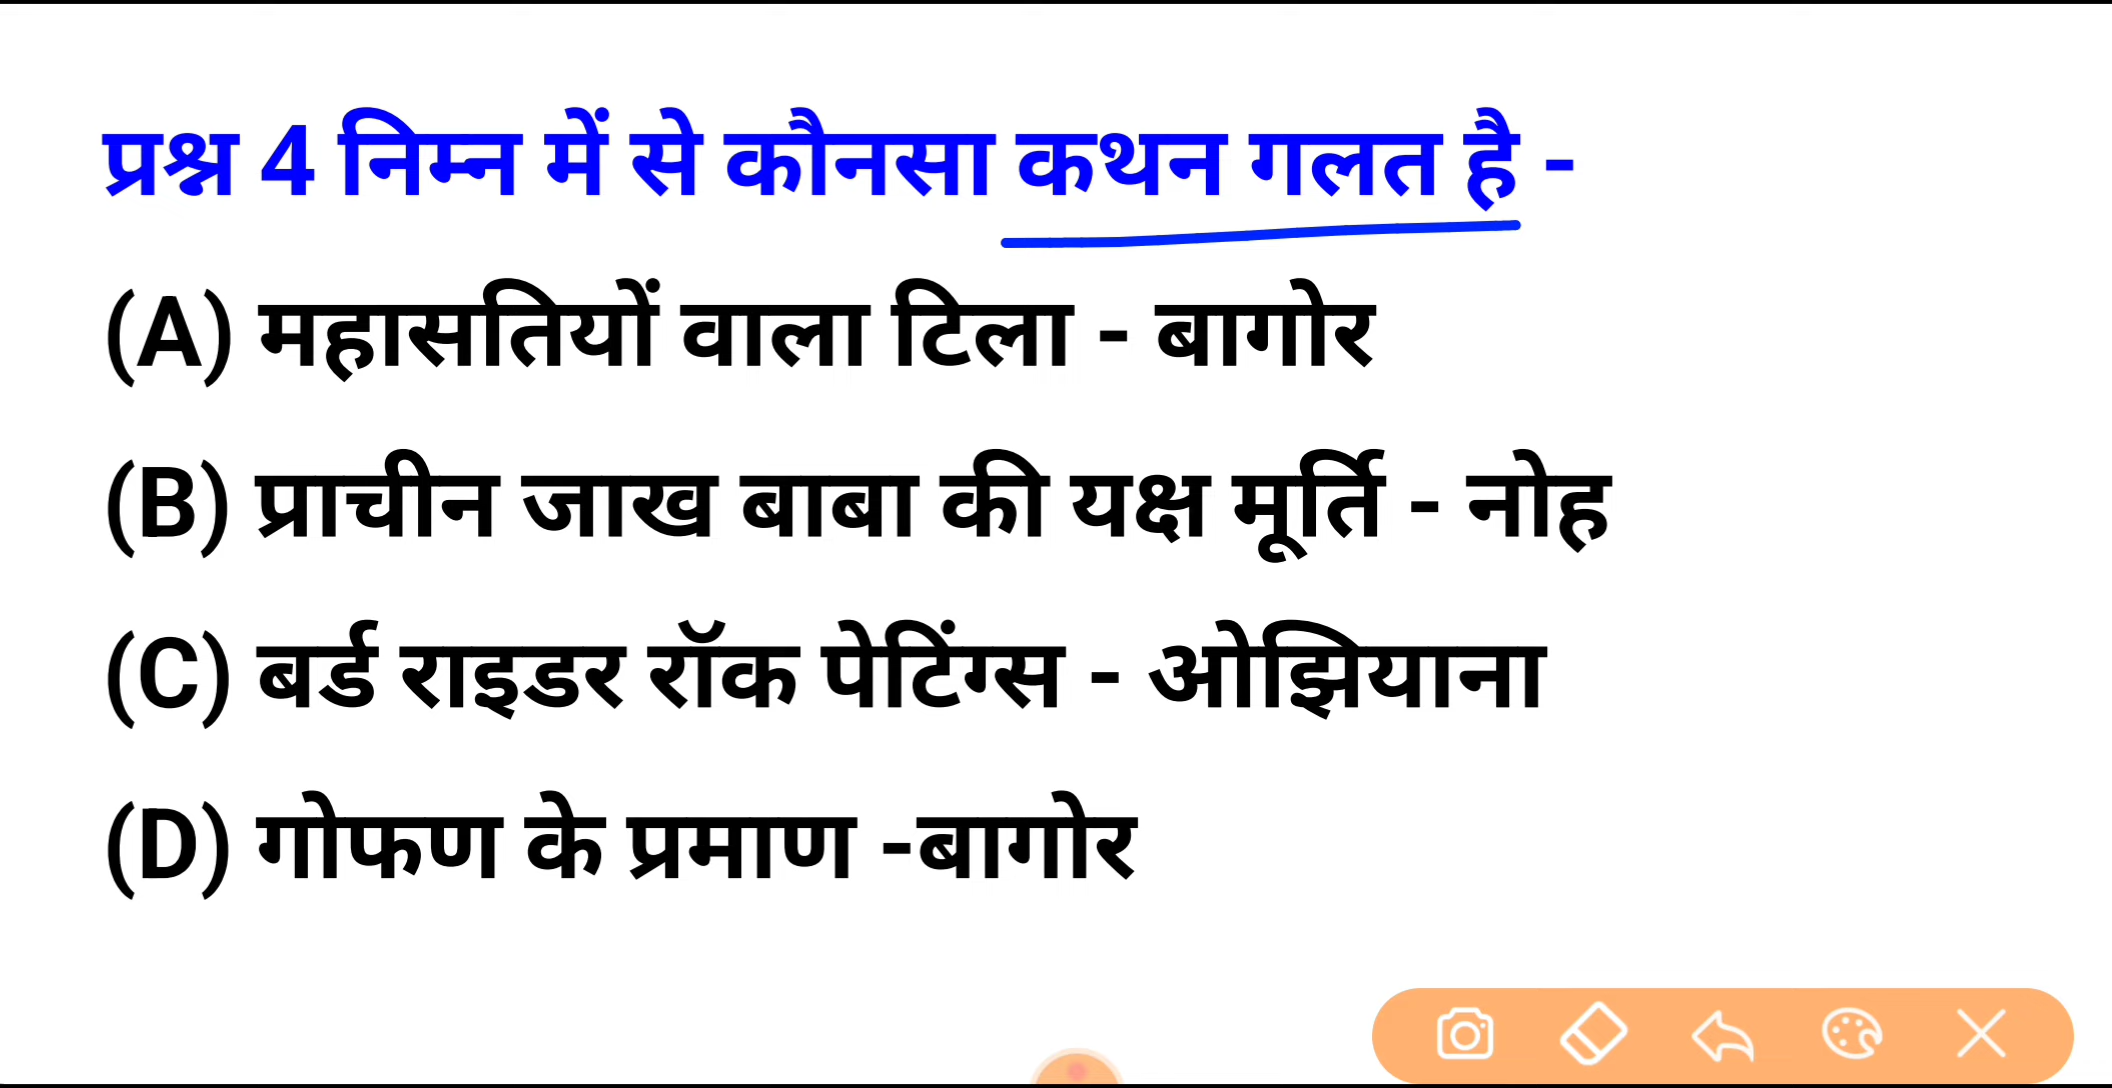 प्रश्न 4 निम्न में से कौनसा कथन गलत है -
(A) महासतियों वाला टिला - बागोर
(B) प्राचीन जाख बाबा की यक्ष मूर्ति - नोह
(C) बर्ड राइडर रॉक पेटिंग्स - ओझियाना
(D) गोफण के प्रमाण -बागोर